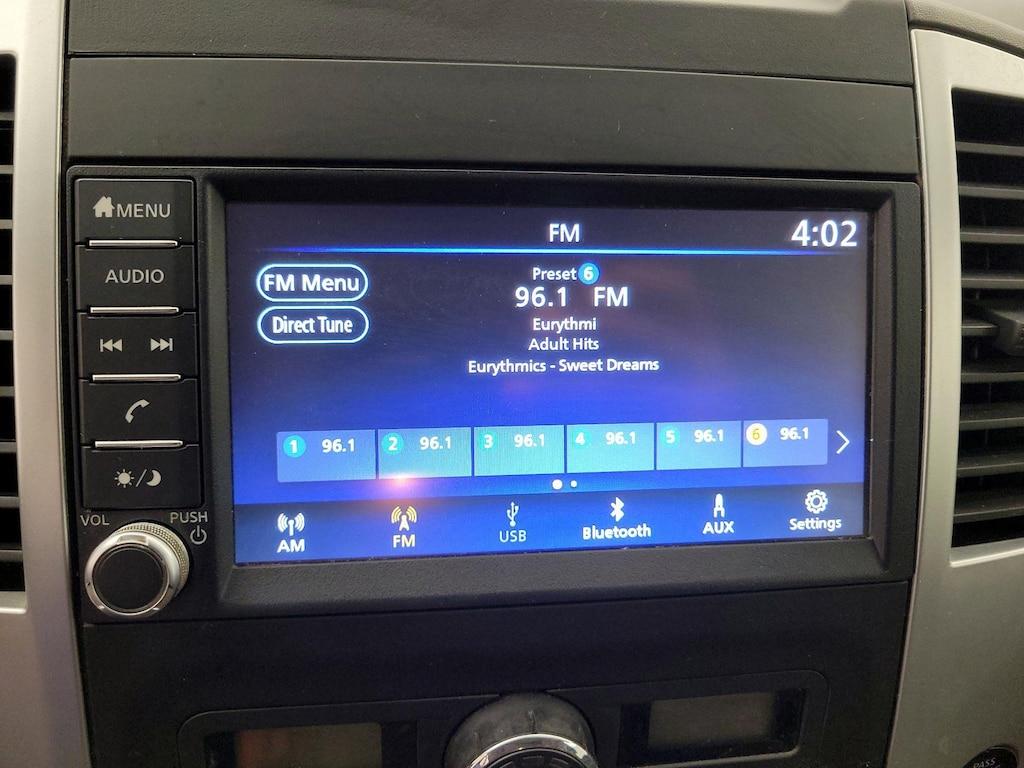 MENU
AUDIO
VOL
PUSH
FM
4:02
FM Menu
Direct Tune
Preset 6
96.1 FM
Eurythmi
Adult Hits
Eurythmics - Sweet Dreams
1 96.1
2 96.1
3 96.1
4 96.1
5 96.1
6 96.1
AM
FM
USB
Bluetooth
AUX
Settings
PASS